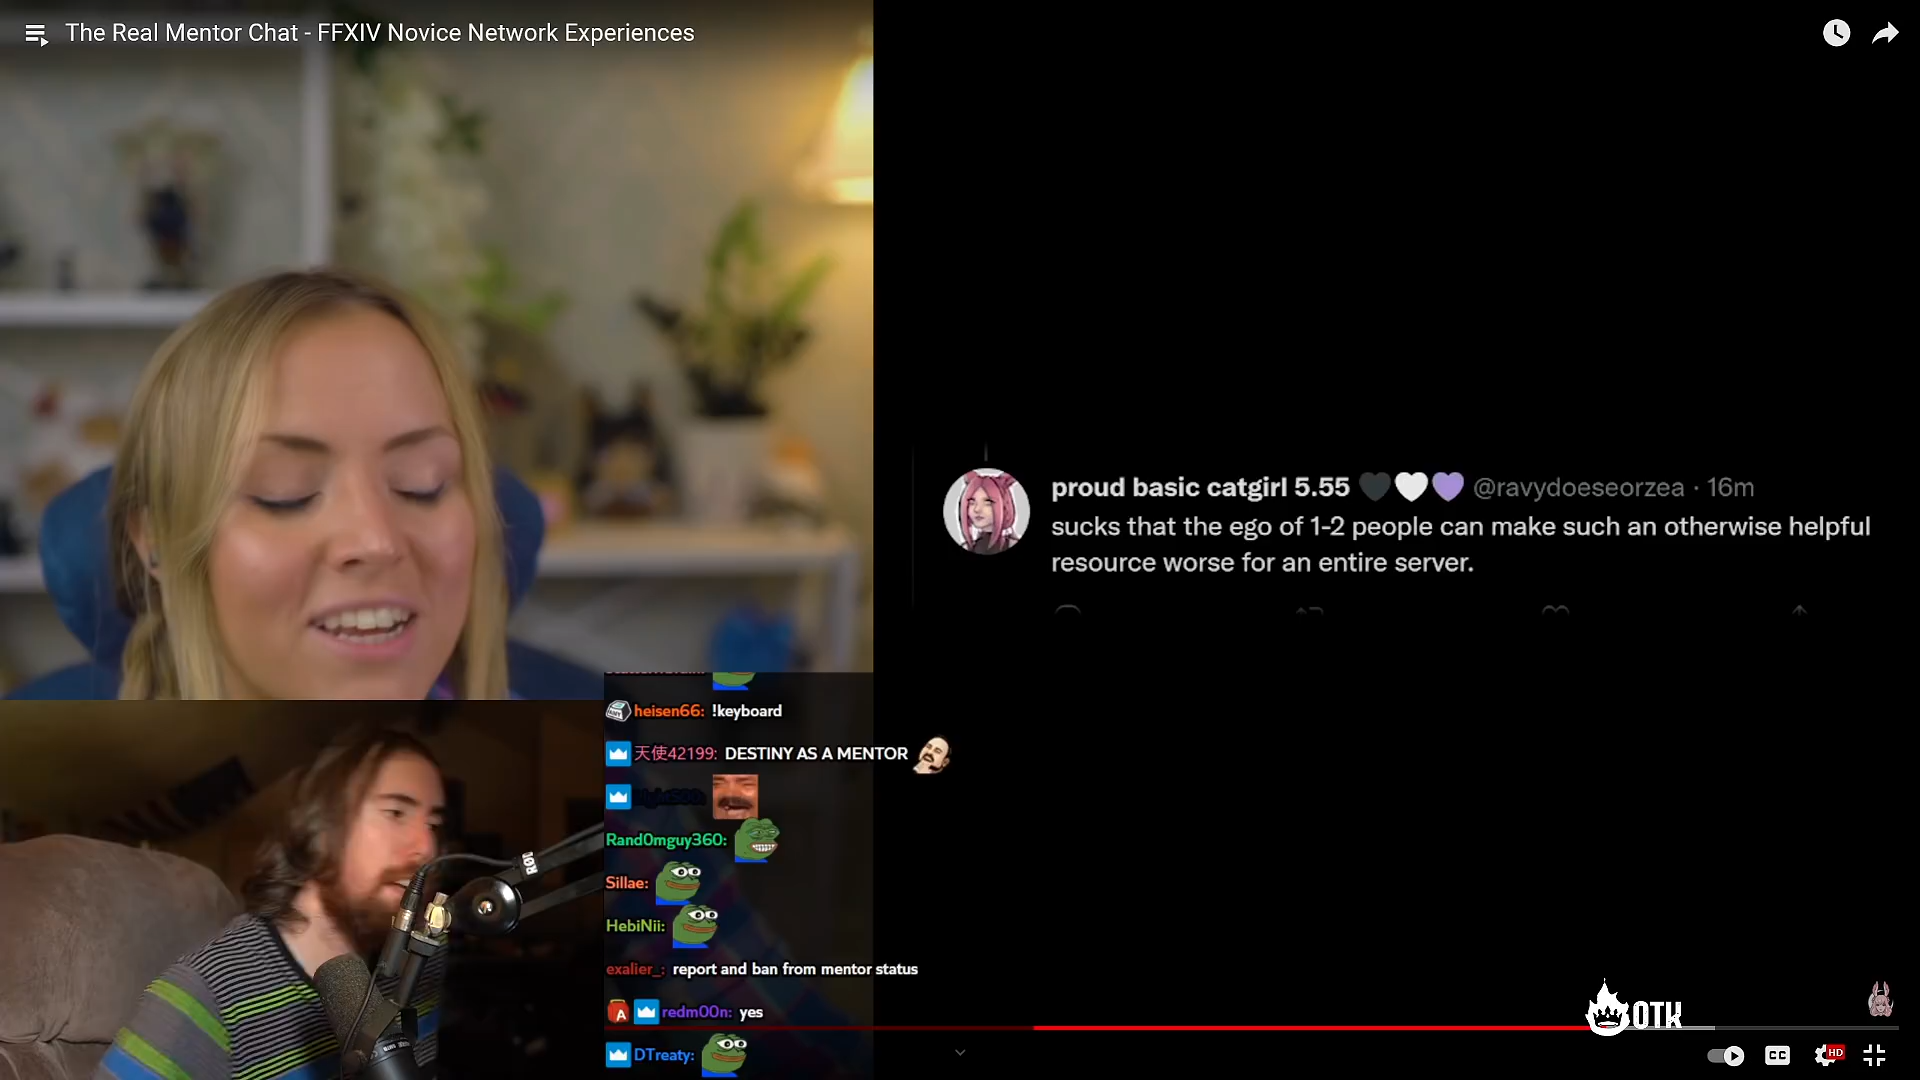 The Real Mentor Chat - FFXIV Novice Network Experiences
proud basic catgirl 5.55 🖤🤍💜 @ravydoeseorzea · 16m
sucks that the ego of 1-2 people can make such an otherwise helpful
resource worse for an entire server.
heisen66: !keyboard
天使42199: DESTINY AS A MENTOR
Rand0mguy360:
Sillae:
HebiNii:
exalier_: report and ban from mentor status
A redm00n: yes
DTreaty:
OTK
CC
HD